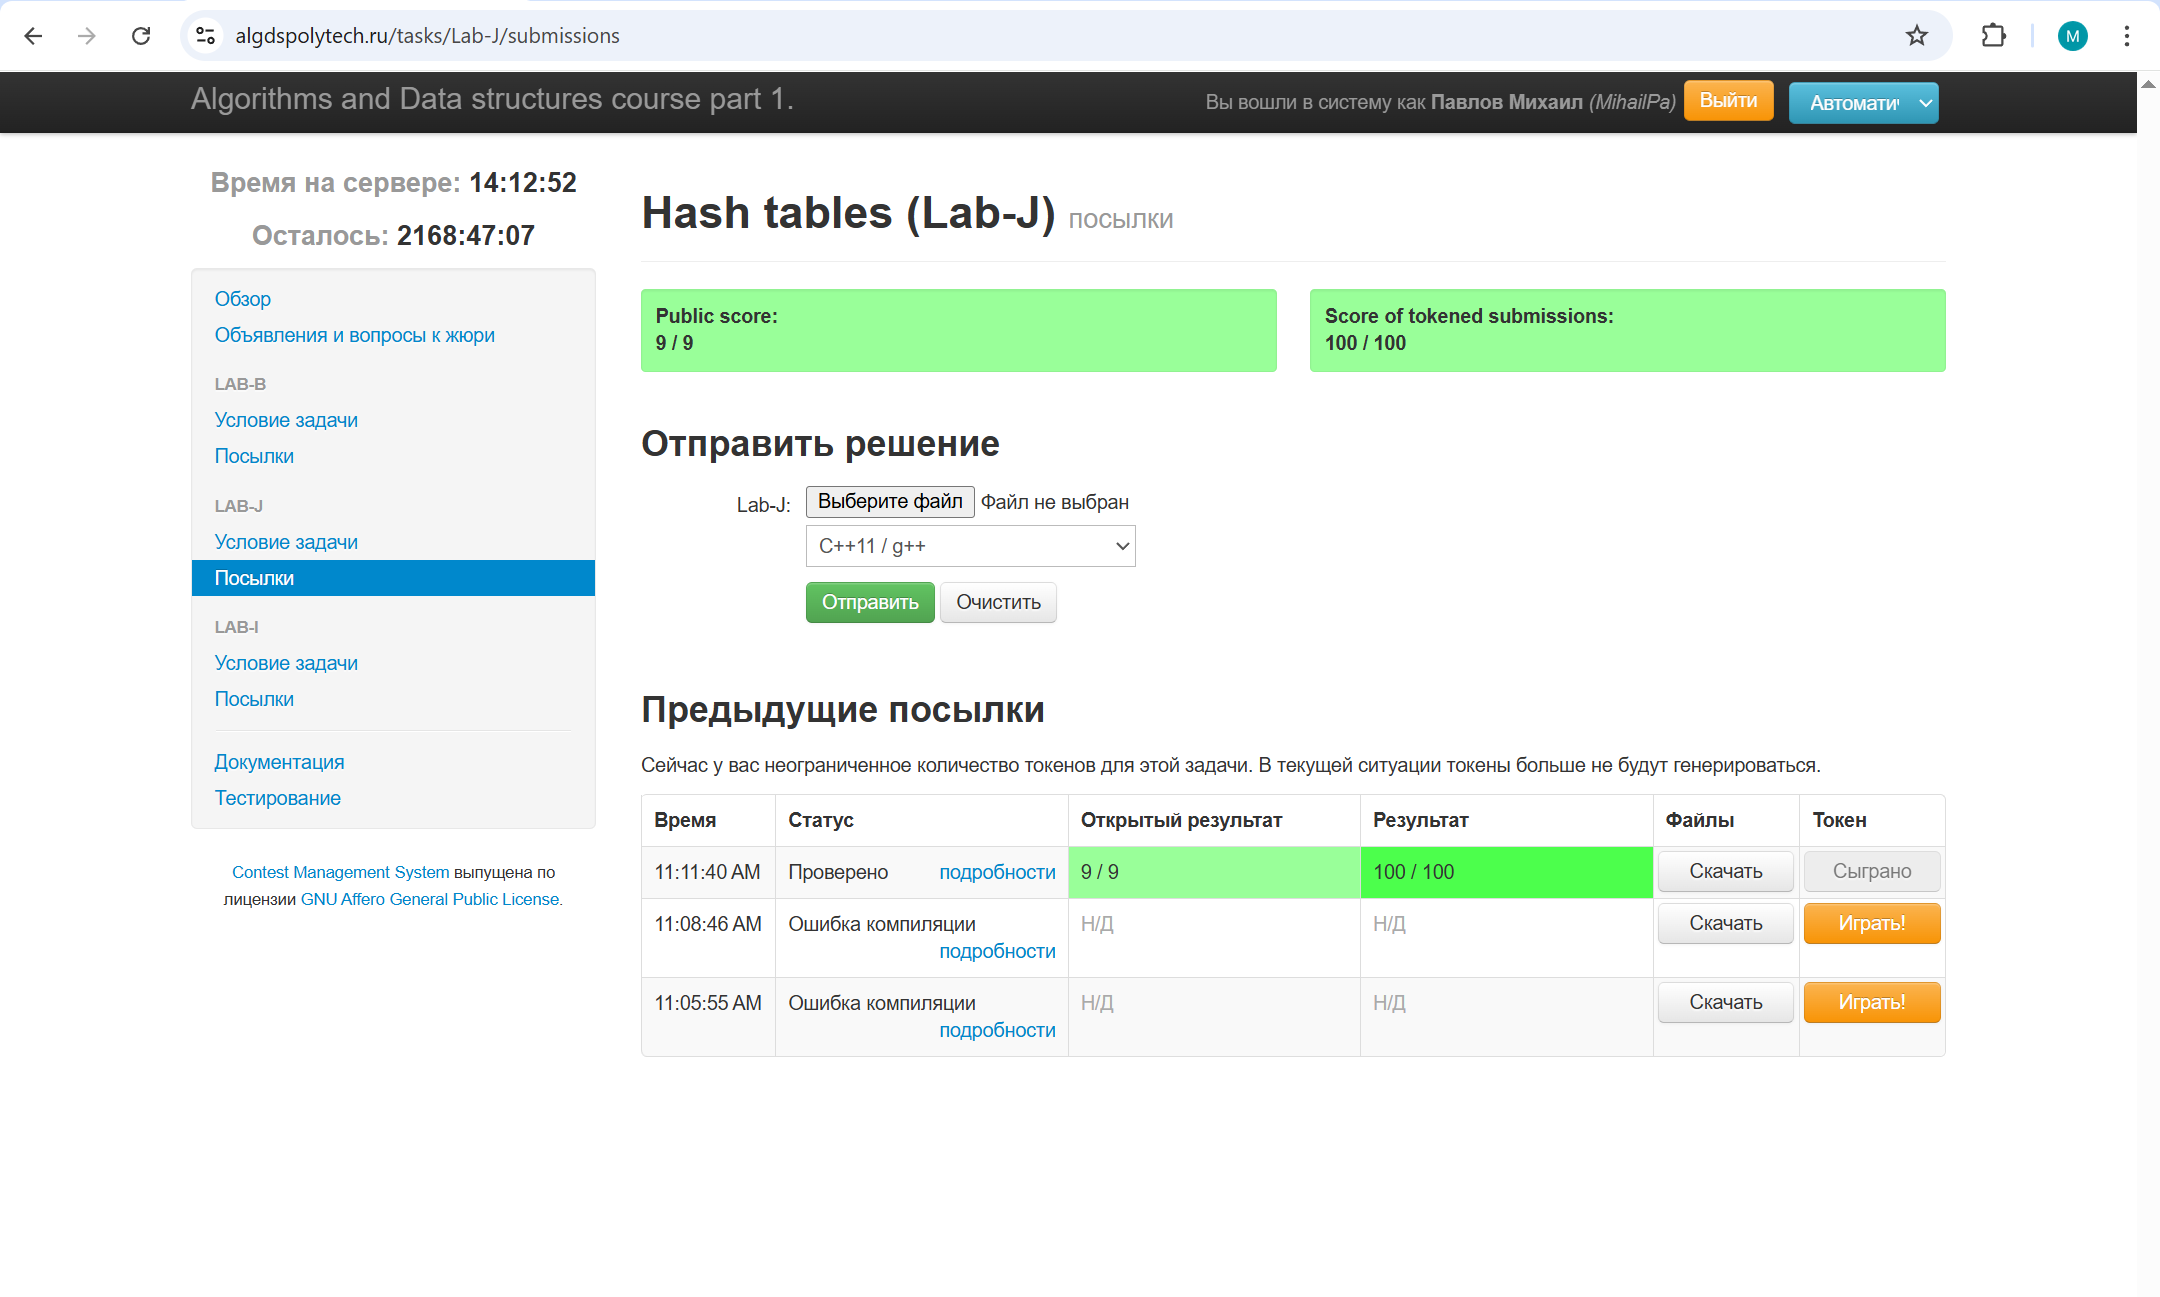 algdspolytech.ru/tasks/Lab-J/submissions
M
Algorithms and Data structures course part 1.
Вы вошли в систему как Павлов Михаил (MihailPa)
Выйти
Автомати
Время на сервере: 14:12:52
Осталось: 2168:47:07
Обзор
Объявления и вопросы к жюри
LAB-B
Условие задачи
Посылки
LAB-J
Условие задачи
Посылки
LAB-I
Условие задачи
Посылки
Документация
Тестирование
Contest Management System выпущена по
лицензии GNU Affero General Public License.
Hash tables (Lab-J) посылки
Public score:
9 / 9
Score of tokened submissions:
100 / 100
Отправить решение
Lab-J: Выберите файл Файл не выбран
C++11 / g++
Отправить Очистить
Предыдущие посылки
Сейчас у вас неограниченное количество токенов для этой задачи. В текущей ситуации токены больше не будут генерироваться.
Время Статус Открытый результат Результат Файлы Токен
11:11:40 AM Проверено подробности 9 / 9 100 / 100 Скачать Сыграно
11:08:46 AM Ошибка компиляции Н/Д Н/Д Скачать Играть!
подробности
11:05:55 AM Ошибка компиляции Н/Д Н/Д Скачать Играть!
подробности